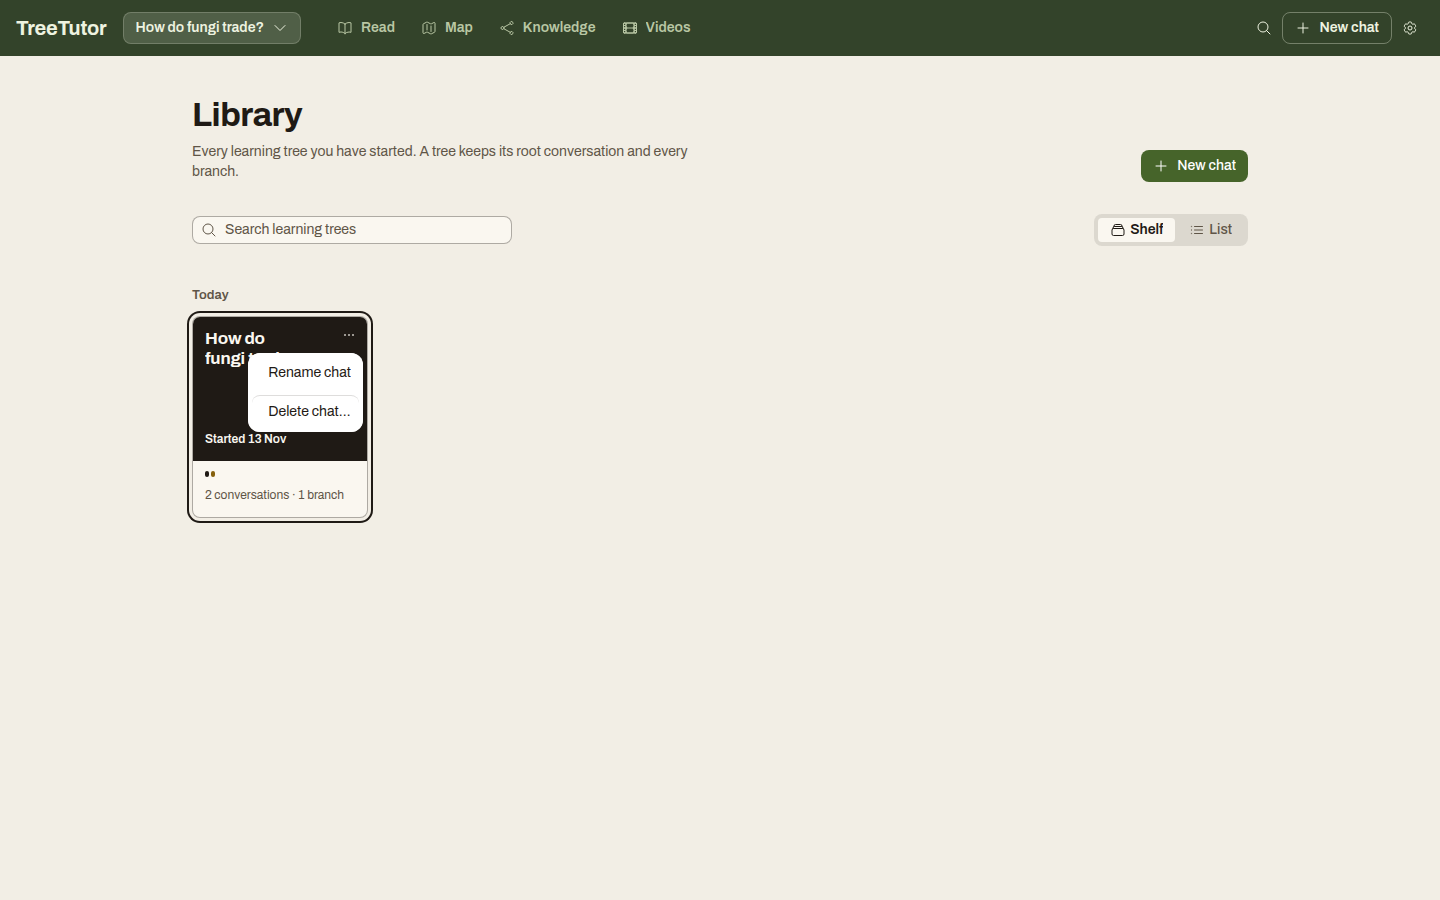 TreeTutor How do fungi trade? Read Map Knowledge Videos New chat
Library
Every learning tree you have started. A tree keeps its root conversation and every
branch.
New chat
Search learning trees
Shelf List
Today
How do
fungi
Rename chat
Delete chat...
Started 13 Nov
2 conversations · 1 branch